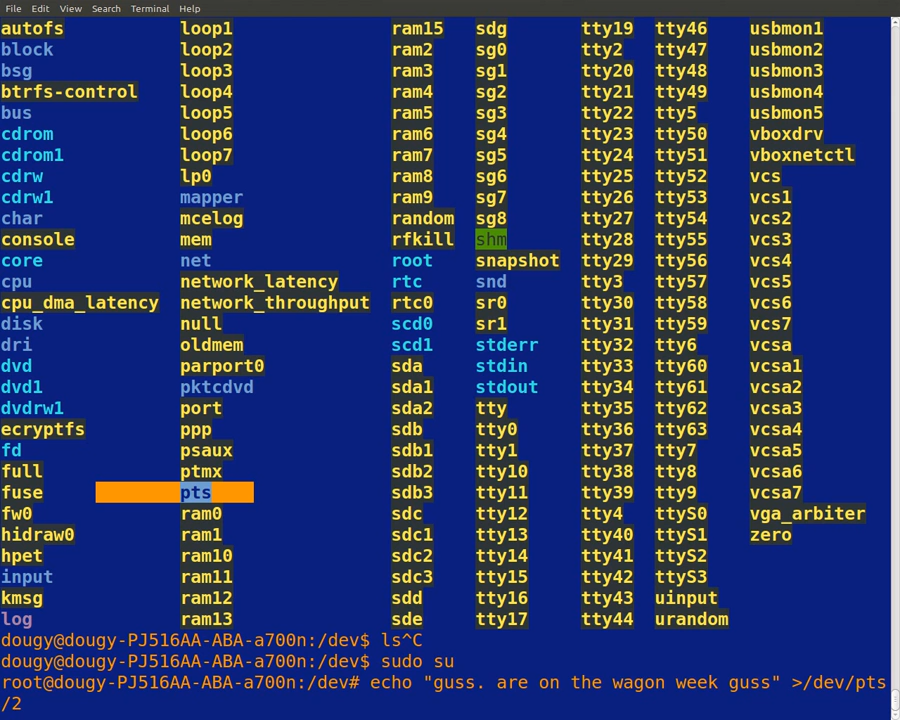 File Edit View Search Terminal Help
autofs loop1 ram15 sdg tty19 tty46 usbmon1
block loop2 ram2 sg0 tty2 tty47 usbmon2
bsg loop3 ram3 sg1 tty20 tty48 usbmon3
btrfs-control loop4 ram4 sg2 tty21 tty49 usbmon4
bus loop5 ram5 sg3 tty22 tty5 usbmon5
cdrom loop6 ram6 sg4 tty23 tty50 vboxdrv
cdrom1 loop7 ram7 sg5 tty24 tty51 vboxnetctl
cdrw lp0 ram8 sg6 tty25 tty52 vcs
cdrw1 mapper ram9 sg7 tty26 tty53 vcs1
char mcelog random sg8 tty27 tty54 vcs2
console mem rfkill shm tty28 tty55 vcs3
core net root snapshot tty29 tty56 vcs4
cpu network_latency rtc snd tty3 tty57 vcs5
cpu_dma_latency network_throughput rtc0 sr0 tty30 tty58 vcs6
disk null scd0 sr1 tty31 tty59 vcs7
dri oldmem scd1 stderr tty32 tty6 vcsa
dvd parport0 sda stdin tty33 tty60 vcsa1
dvd1 pktcdvd sda1 stdout tty34 tty61 vcsa2
dvdrw1 port sda2 tty tty35 tty62 vcsa3
ecryptfs ppp sdb tty0 tty36 tty63 vcsa4
fd psaux sdb1 tty1 tty37 tty7 vcsa5
full ptmx sdb2 tty10 tty38 tty8 vcsa6
fuse pts sdb3 tty11 tty39 tty9 vcsa7
fw0 ram0 sdc tty12 tty4 ttyS0 vga_arbiter
hidraw0 ram1 sdc1 tty13 tty40 ttyS1 zero
hpet ram10 sdc2 tty14 tty41 ttyS2
input ram11 sdc3 tty15 tty42 ttyS3
kmsg ram12 sdd tty16 tty43 uinput
log ram13 sde tty17 tty44 urandom
dougy@dougy-PJ516AA-ABA-a700n:/dev$ ls^C
dougy@dougy-PJ516AA-ABA-a700n:/dev$ sudo su
root@dougy-PJ516AA-ABA-a700n:/dev# echo "guss. are on the wagon week guss" >/dev/pts
/2